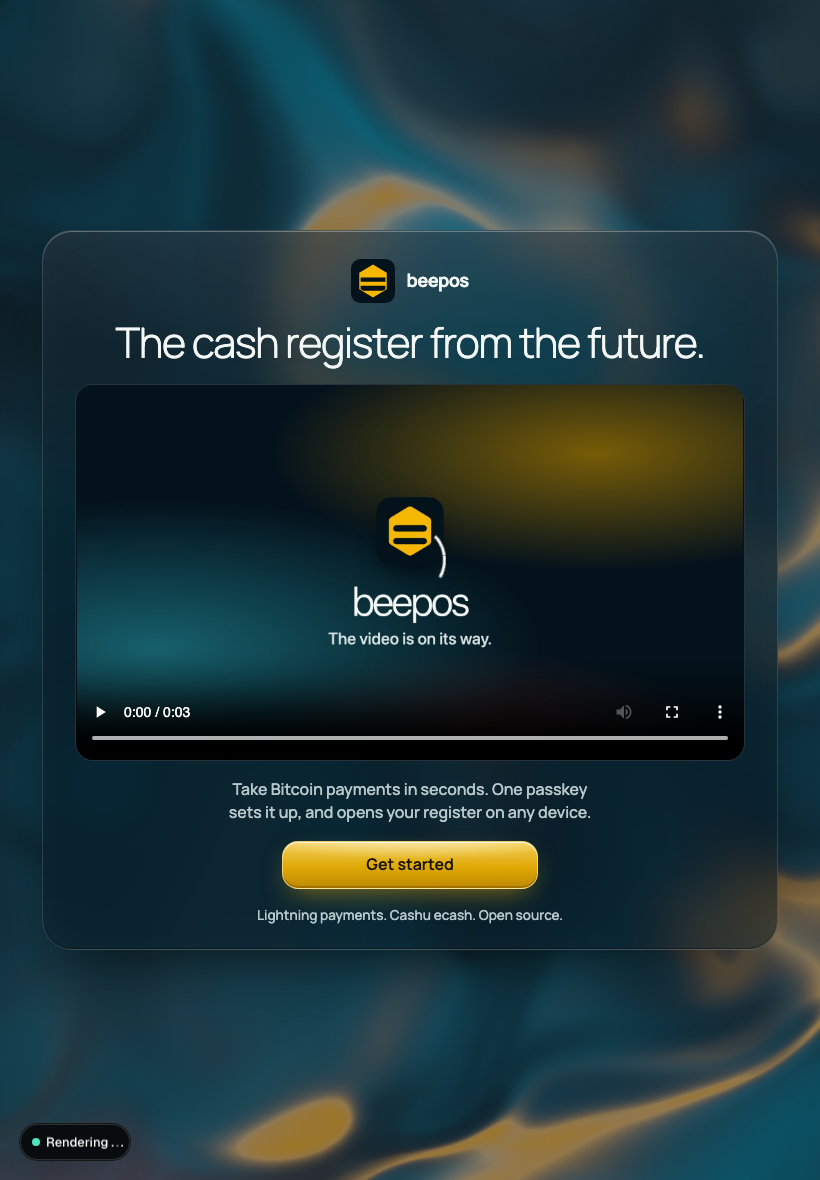 beepos
The cash register from the future.
beepos
The video is on its way.
0:00 / 0:03
Take Bitcoin payments in seconds. One passkey
sets it up, and opens your register on any device.
Get started
Lightning payments. Cashu ecash. Open source.
Rendering ...